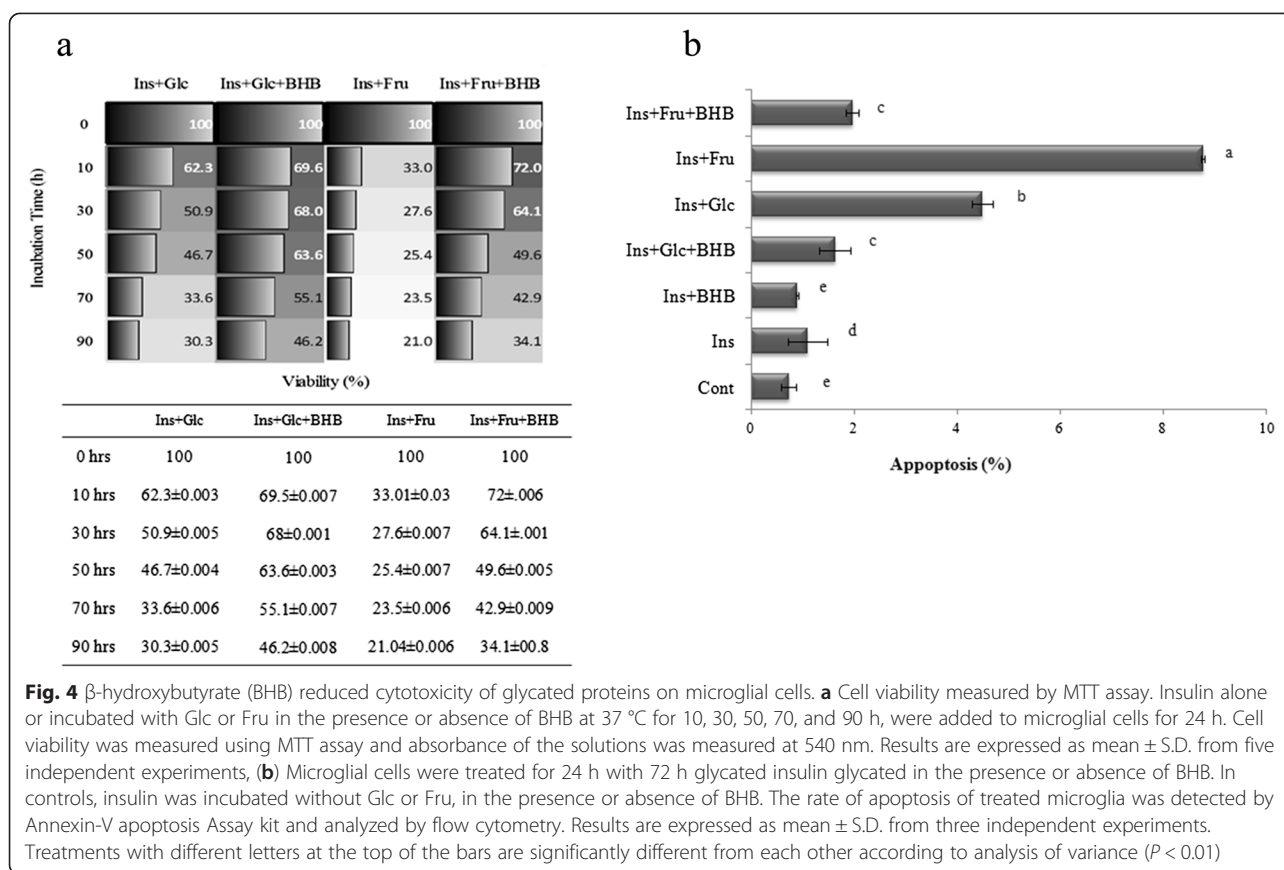 a
Ins+Glc Ins+Glc+BHB Ins+Fru Ins+Fru+BHB
0 100 100 100 100
10 62.3 69.6 33.0 72.0
30 50.9 68.0 27.6 64.1
50 46.7 63.6 25.4 49.6
70 33.6 55.1 23.5 42.9
90 30.3 46.2 21.0 34.1
Incubation Time (h)
Viability (%)
Ins+Glc Ins+Glc+BHB Ins+Fru Ins+Fru+BHB
0 hrs 100 100 100 100
10 hrs 62.3±0.003 69.5±0.007 33.01±0.03 72±.006
30 hrs 50.9±0.005 68±0.001 27.6±0.007 64.1±.001
50 hrs 46.7±0.004 63.6±0.003 25.4±0.007 49.6±0.005
70 hrs 33.6±0.006 55.1±0.007 23.5±0.006 42.9±0.009
90 hrs 30.3±0.005 46.2±0.008 21.04±0.006 34.1±00.8
b
Ins+Fru+BHB c
Ins+Fru a
Ins+Glc b
Ins+Glc+BHB c
Ins+BHB e
Ins d
Cont e
0 2 4 6 8 10
Appoptosis (%)
Fig. 4 β-hydroxybutyrate (BHB) reduced cytotoxicity of glycated proteins on microglial cells. a Cell viability measured by MTT assay. Insulin alone
or incubated with Glc or Fru in the presence or absence of BHB at 37 °C for 10, 30, 50, 70, and 90 h, were added to microglial cells for 24 h. Cell
viability was measured using MTT assay and absorbance of the solutions was measured at 540 nm. Results are expressed as mean ± S.D. from five
independent experiments, (b) Microglial cells were treated for 24 h with 72 h glycated insulin glycated in the presence or absence of BHB. In
controls, insulin was incubated without Glc or Fru, in the presence or absence of BHB. The rate of apoptosis of treated microglia was detected by
Annexin-V apoptosis Assay kit and analyzed by flow cytometry. Results are expressed as mean ± S.D. from three independent experiments.
Treatments with different letters at the top of the bars are significantly different from each other according to analysis of variance (P < 0.01)